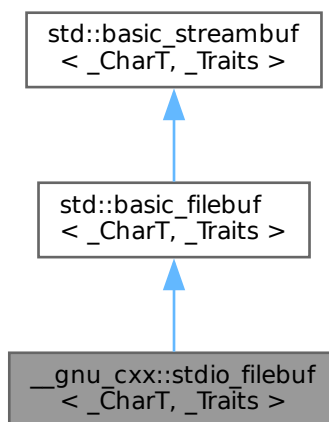 std::basic_streambuf
< _CharT, _Traits >
std::basic_filebuf
< _CharT, _Traits >
__gnu_cxx::stdio_filebuf
< _CharT, _Traits >